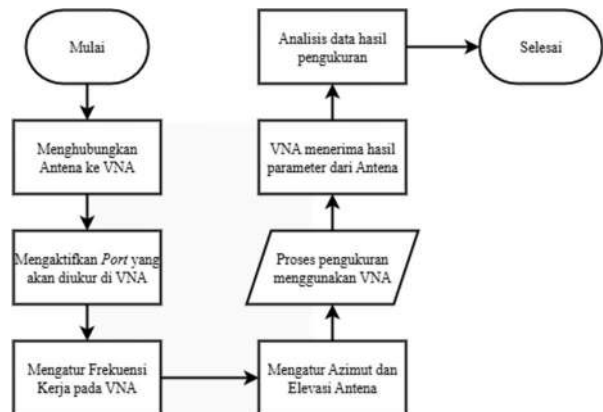 Mulai
Menghubungkan
Antena ke VNA
Mengaktifkan Port yang
akan diukur di VNA
Mengatur Frekuensi
Kerja pada VNA
Mengatur Azimut dan
Elevasi Antena
Proses pengukuran
menggunakan VNA
VNA menerima hasil
parameter dari Antena
Analisis data hasil
pengukuran
Selesai